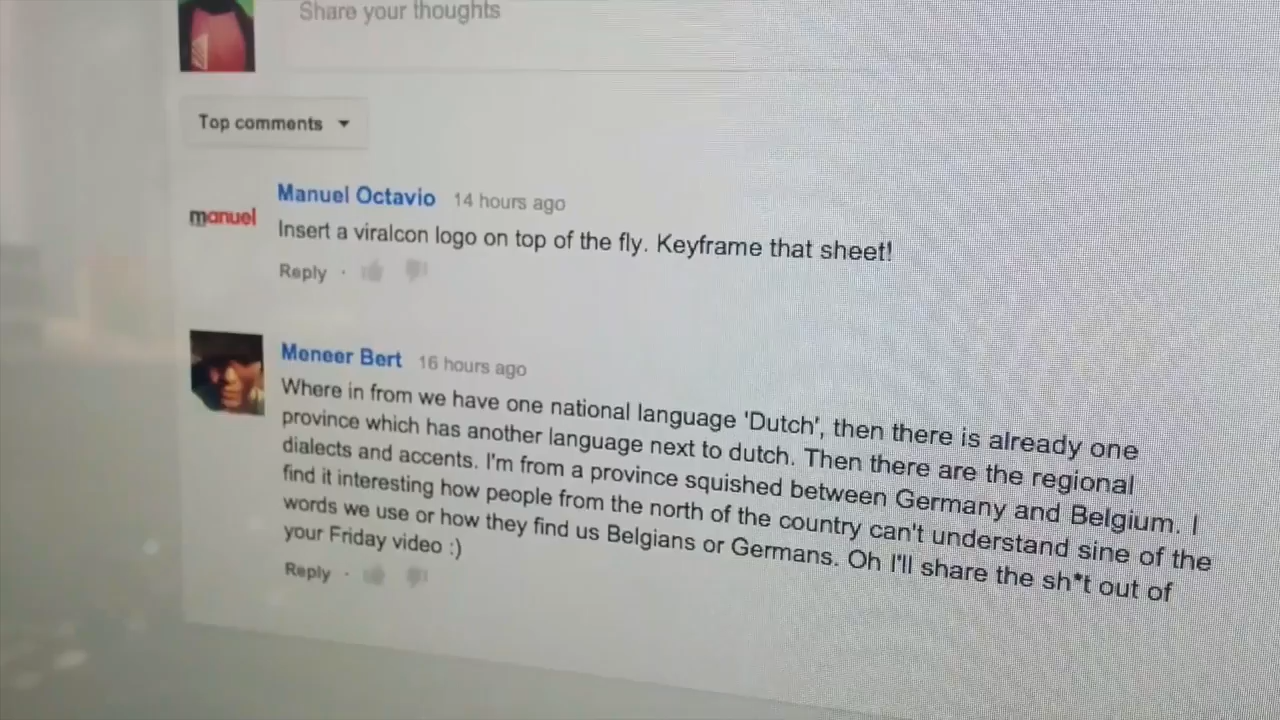 Share your thoughts
Top comments
Manuel Octavio 14 hours ago
manuel
Insert a viralcon logo on top of the fly. Keyframe that sheet!
Reply ·
Meneer Bert 16 hours ago
Where in from we have one national language 'Dutch', then there is already one
province which has another language next to dutch. Then there are the regional
dialects and accents. I'm from a province squished between Germany and Belgium. I
find it interesting how people from the north of the country can't understand sine of the
words we use or how they find us Belgians or Germans. Oh I'll share the sh*t out of
your Friday video :)
Reply ·